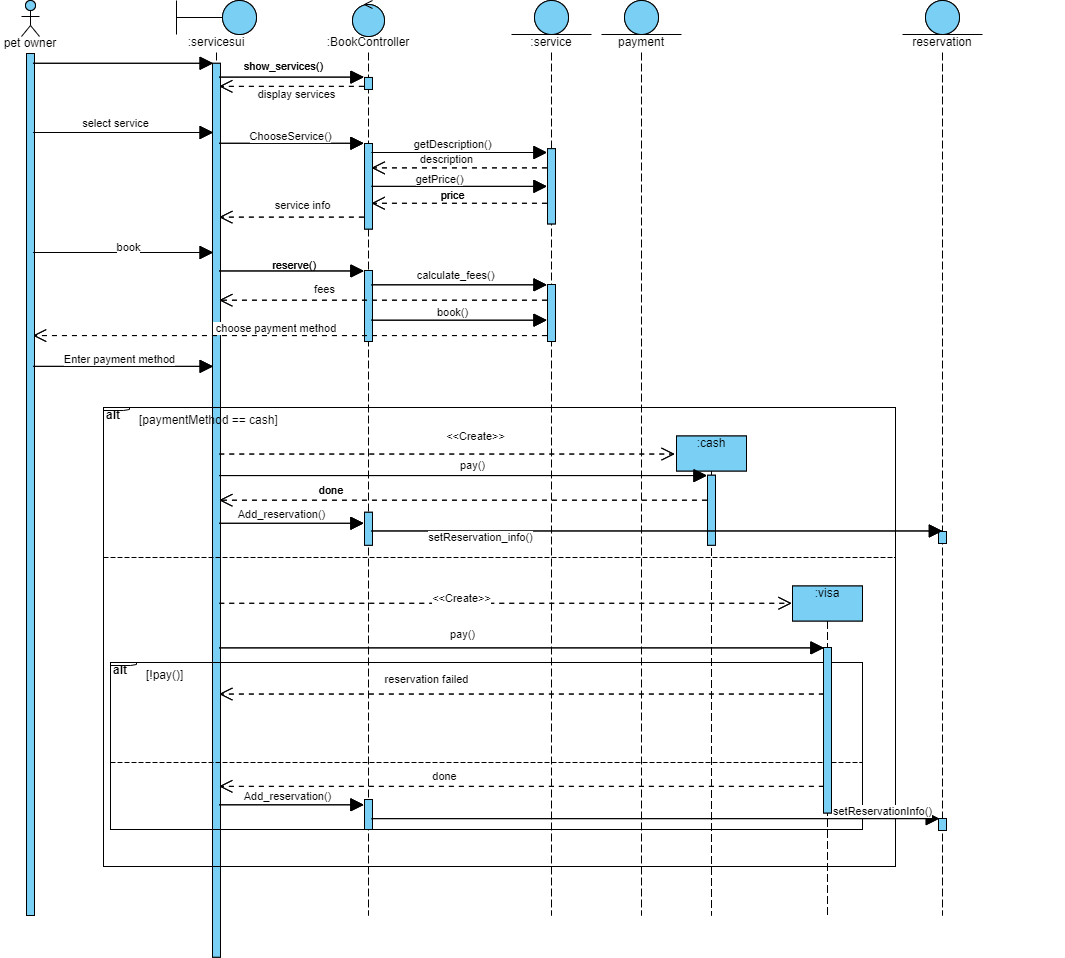 pet owner
:servicesui
:BookController
:service
payment
reservation
show_services()
display services
select service
ChooseService()
getDescription()
description
getPrice()
price
service info
book
reserve()
calculate_fees()
fees
book()
choose payment method
Enter payment method
alt
[paymentMethod == cash]
<<Create>>
:cash
pay()
done
Add_reservation()
setReservation_info()
<<Create>>
:visa
pay()
alt
[!pay()]
reservation failed
done
Add_reservation()
setReservationInfo()